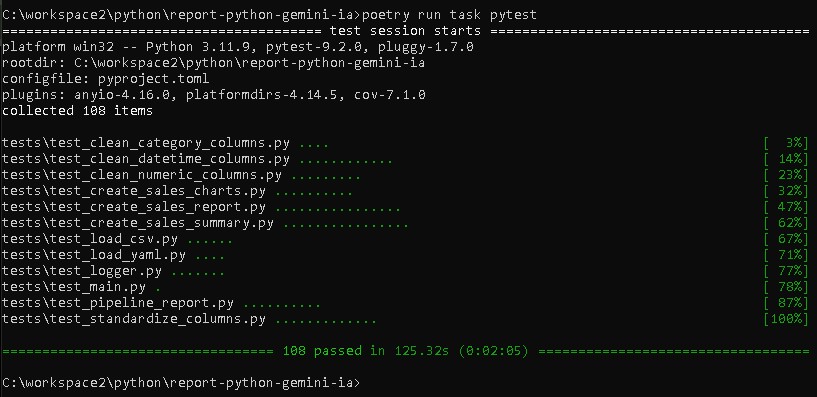 C:\workspace2\python\report-python-gemini-ia>poetry run task pytest
======================================== test session starts ========================================
platform win32 -- Python 3.11.9, pytest-9.2.0, pluggy-1.7.0
rootdir: C:\workspace2\python\report-python-gemini-ia
configfile: pyproject.toml
plugins: anyio-4.16.0, platformdirs-4.14.5, cov-7.1.0
collected 108 items
tests\test_clean_category_columns.py .... [  3%]
tests\test_clean_datetime_columns.py ............ [ 14%]
tests\test_clean_numeric_columns.py ......... [ 23%]
tests\test_create_sales_charts.py .......... [ 32%]
tests\test_create_sales_report.py ................ [ 47%]
tests\test_create_sales_summary.py ................ [ 62%]
tests\test_load_csv.py ...... [ 67%]
tests\test_load_yaml.py .... [ 71%]
tests\test_logger.py ....... [ 77%]
tests\test_main.py . [ 78%]
tests\test_pipeline_report.py .......... [ 87%]
tests\test_standardize_columns.py ............. [100%]
================================== 108 passed in 125.32s (0:02:05) ==================================
C:\workspace2\python\report-python-gemini-ia>